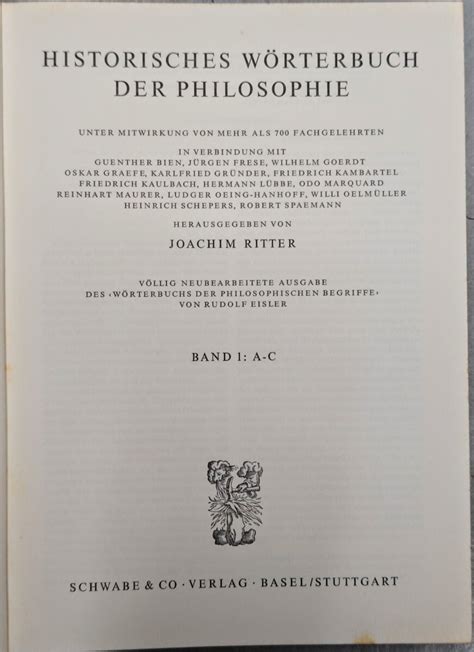 HISTORISCHES WÖRTERBUCH
DER PHILOSOPHIE
UNTER MITWIRKUNG VON MEHR ALS 700 FACHGELEHRTEN
IN VERBINDUNG MIT
GUENTHER BIEN, JÜRGEN FRESE, WILHELM GOERDT
OSKAR GRAEFE, KARLFRIED GRÜNDER, FRIEDRICH KAMBARTEL
FRIEDRICH KAULBACH, HERMANN LÜBBE, ODO MARQUARD
REINHART MAURER, LUDGER OEING-HANHOFF, WILLI OELMÜLLER
HEINRICH SCHEPERS, ROBERT SPAEMANN
HERAUSGEGEBEN VON
JOACHIM RITTER
VÖLLIG NEUBEARBEITETE AUSGABE
DES ‹WÖRTERBUCHS DER PHILOSOPHISCHEN BEGRIFFE›
VON RUDOLF EISLER
BAND 1: A-C
SCHWABE & CO · VERLAG · BASEL/STUTTGART